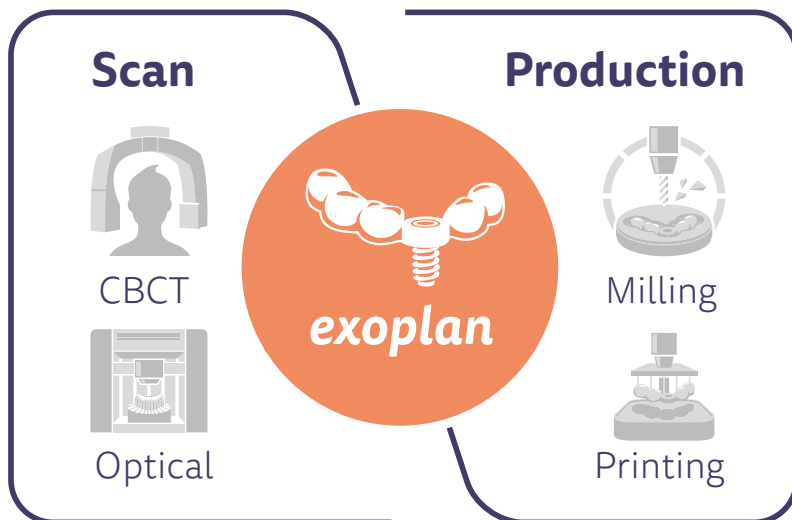 Scan
CBCT
Optical
exoplan
Production
Milling
Printing